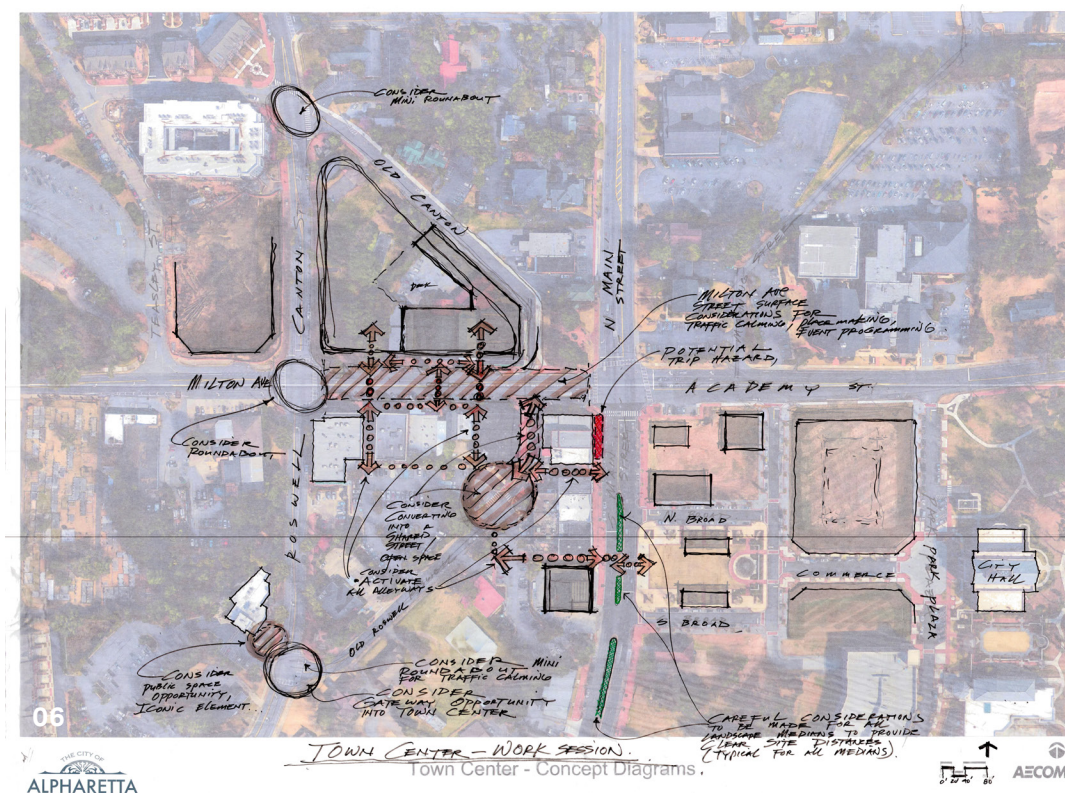 CONSIDER
MINI ROUNABOUT
OLD CANTON
TEASLEY ST.
CANTON ST
N MAIN
STREET
DEK
MILTON AVE
STREET SURFACE
CONSIDERATIONS FOR
TRAFFIC CALMING, PLACEMAKING,
EVENT PROGRAMMING.
POTENTIAL
TRIP HAZARD,
MILTON AVE
ACADEMY ST.
CONSIDER
ROUNDABOUT
ROSWELL
CONSIDER
CONVERTING
INTO A
SHARED
STREET/
OPEN SPACE
CONSIDER
ACTIVATE
ALL ALLEYWAYS
N. BROAD
COMMERCE
S BROAD
PARK PLAZA
CITY
HALL
OLD ROSWELL
CONSIDER
PUBLIC SPACE
OPPORTUNITY,
ICONIC ELEMENT...
CONSIDER MINI
ROUNDABOUT
FOR TRAFFIC CALMING
CONSIDER
GATEWAY OPPORTUNITY
INTO TOWN CENTER
CAREFUL CONSIDERATIONS
TO BE MADE FOR ALL
LANDSCAPE MEDIANS TO PROVIDE
CLEAR SITE DISTANCES
(TYPICAL FOR ALL MEDIANS).
06
TOWN CENTER - WORK SESSION.
Town Center - Concept Diagrams
THE CITY OF
ALPHARETTA
0' 20' 40' 80'
AECOM